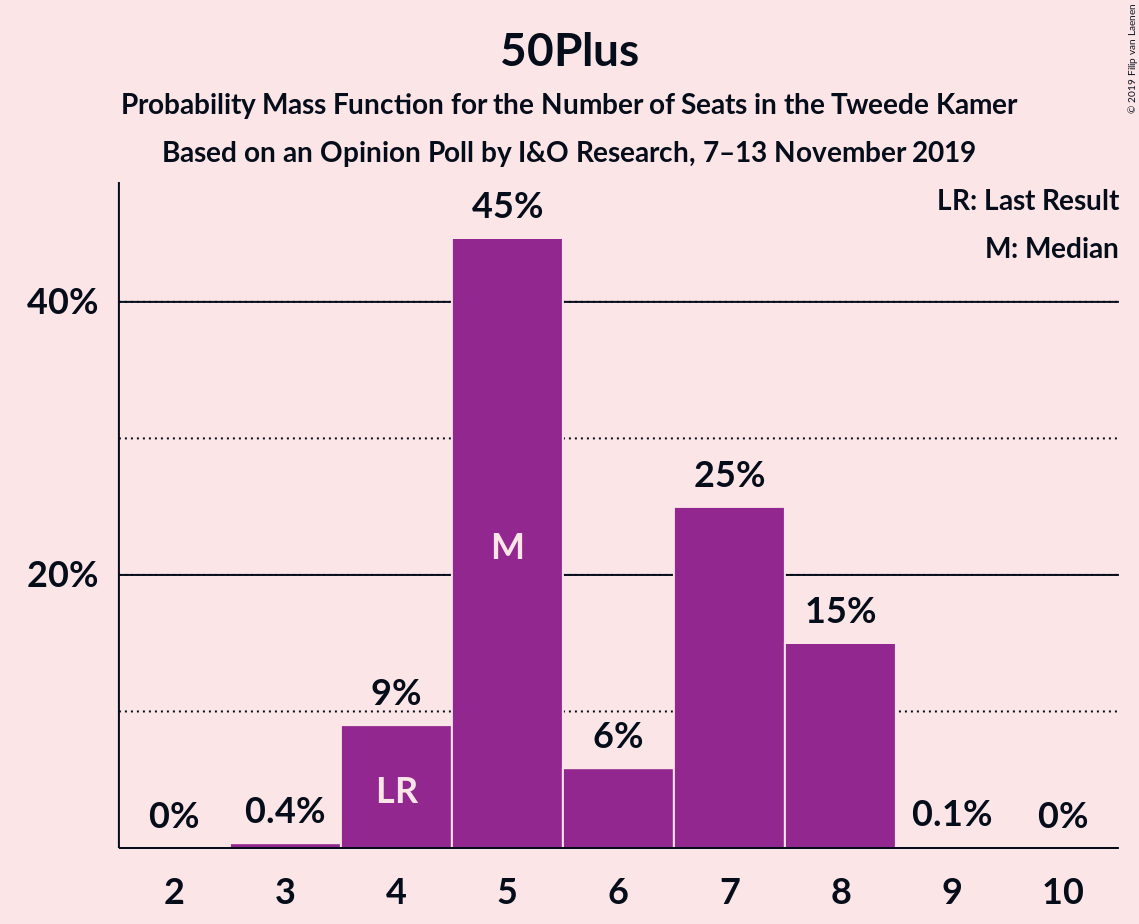 50Plus
Probability Mass Function for the Number of Seats in the Tweede Kamer
Based on an Opinion Poll by I&O Research, 7–13 November 2019
© 2019 Filip van Laenen
LR: Last Result
M: Median
40%
20%
0%
0.4%
9%
45%
6%
25%
15%
0.1%
0%
LR
M
2 3 4 5 6 7 8 9 10